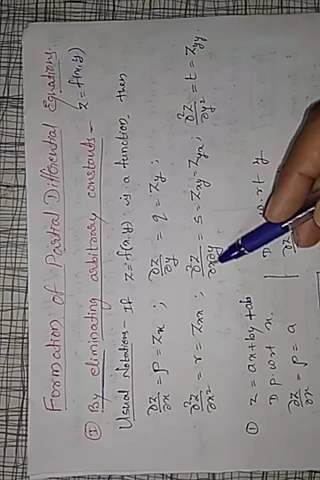 Formation of Partial Differential Equations
① By eliminating arbitrary constants - z = f(x,y)
Usual Notations - If z = f(x,y) is a function, then
∂z/∂x = p = Zx ; ∂z/∂y = q = Zy ;
∂²z/∂x² = r = Zxx ; ∂²z/∂x∂y = s = Zxy = Zyx ; ∂²z/∂y² = t = Zyy
① z = ax + by + ab
D p. w. r t x. D p. w. r t y
∂z/∂x = p = a